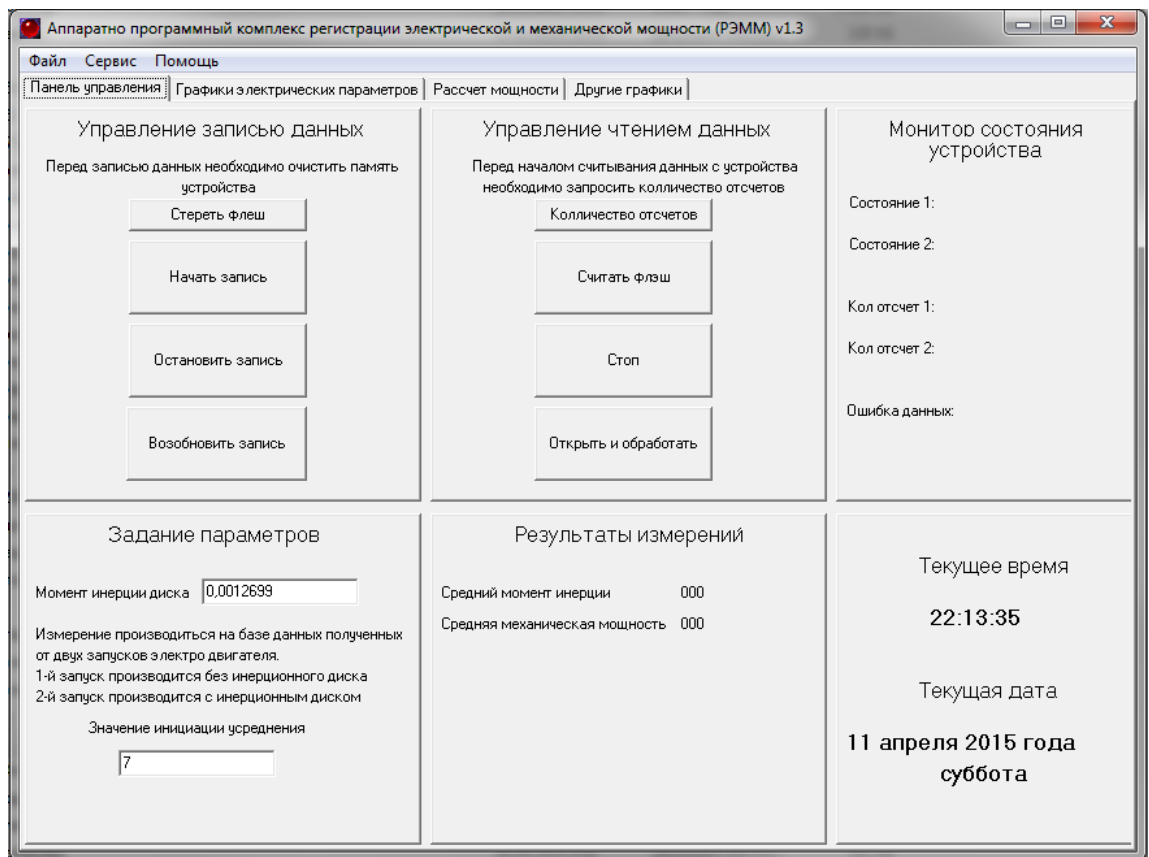 Аппаратно программный комплекс регистрации электрической и механической мощности (РЭММ) v1.3
Файл Сервис Помощь
Панель управления Графики электрических параметров Рассчет мощности Другие графики
Управление записью данных
Перед записью данных необходимо очистить память
устройства
Стереть флеш
Начать запись
Остановить запись
Возобновить запись
Управление чтением данных
Перед началом считывания данных с устройства
необходимо запросить колличество отсчетов
Колличество отсчетов
Считать флэш
Стоп
Открыть и обработать
Монитор состояния
устройства
Состояние 1:
Состояние 2:
Кол отсчет 1:
Кол отсчет 2:
Ошибка данных:
Задание параметров
Момент инерции диска 0,0012699
Измерение производиться на базе данных полученных
от двух запусков электро двигателя.
1-й запуск производится без инерционного диска
2-й запуск производится с инерционным диском
Значение инициации усреднения
7
Результаты измерений
Средний момент инерции 000
Средняя механическая мощность 000
Текущее время
22:13:35
Текущая дата
11 апреля 2015 года
суббота